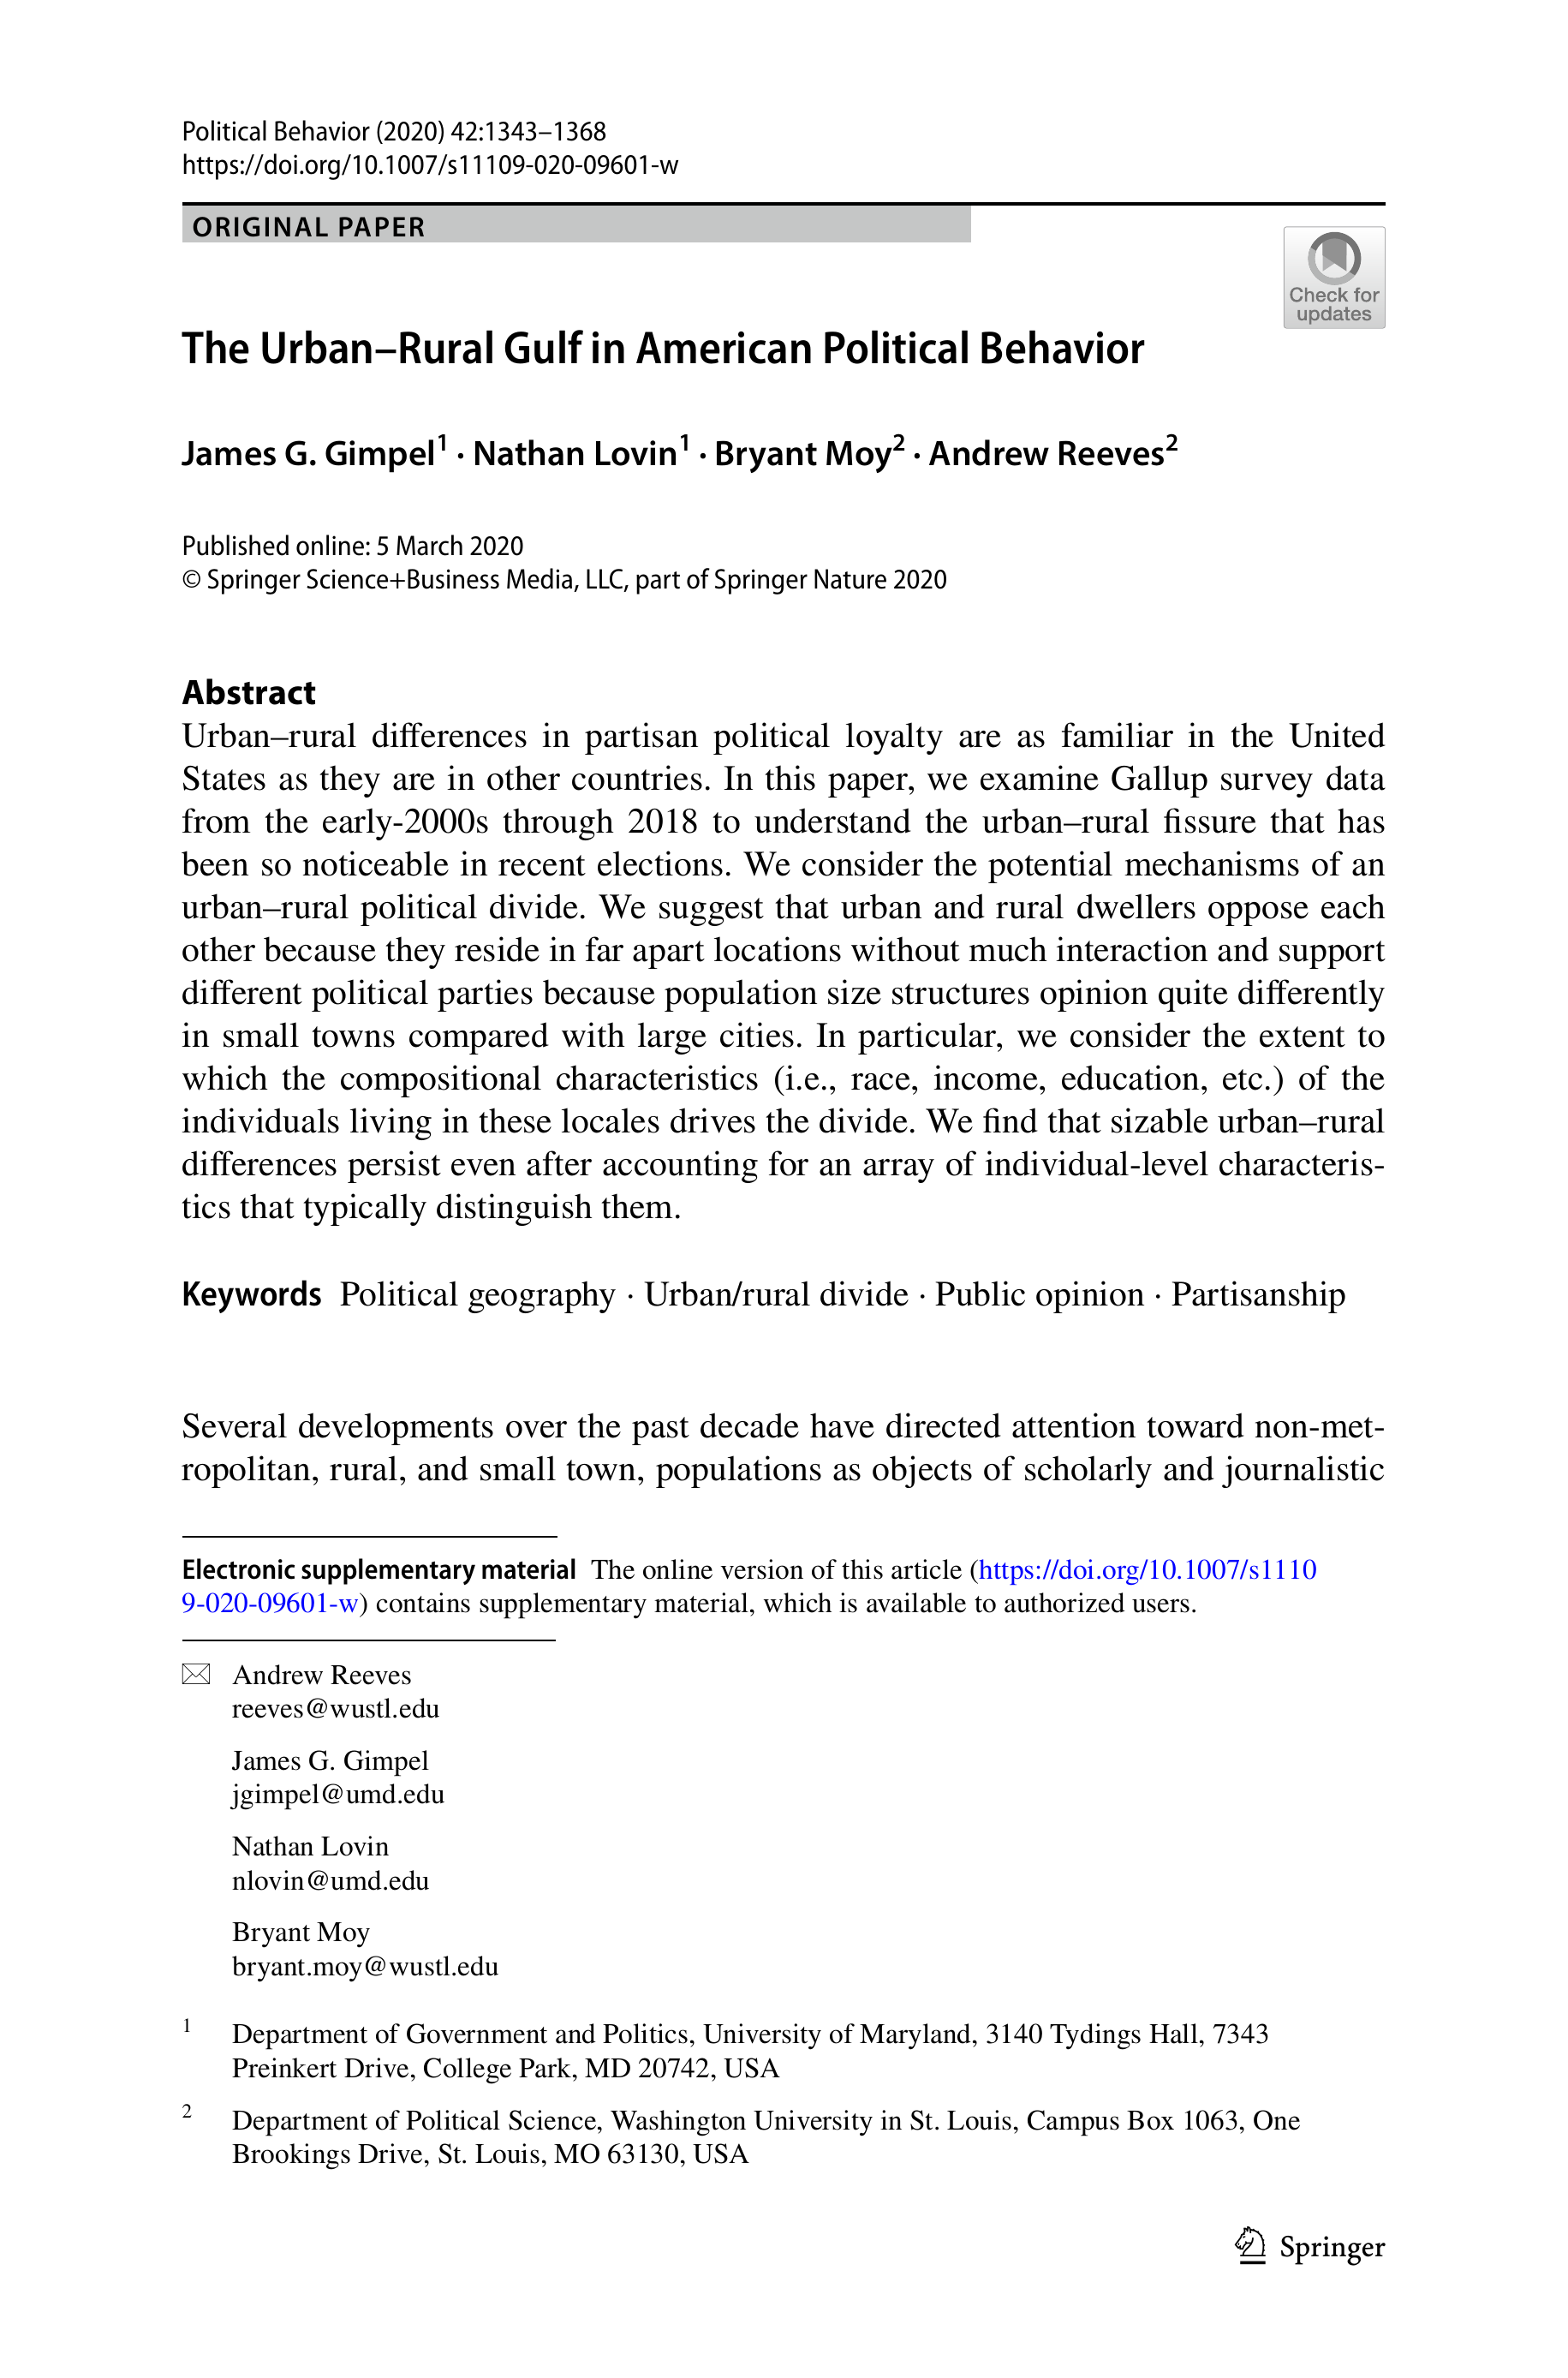 Political Behavior (2020) 42:1343–1368
https://doi.org/10.1007/s11109-020-09601-w
ORIGINAL PAPER
Check for
updates
The Urban–Rural Gulf in American Political Behavior
James G. Gimpel1 · Nathan Lovin1 · Bryant Moy2 · Andrew Reeves2
Published online: 5 March 2020
© Springer Science+Business Media, LLC, part of Springer Nature 2020
Abstract
Urban–rural differences in partisan political loyalty are as familiar in the United
States as they are in other countries. In this paper, we examine Gallup survey data
from the early-2000s through 2018 to understand the urban–rural fissure that has
been so noticeable in recent elections. We consider the potential mechanisms of an
urban–rural political divide. We suggest that urban and rural dwellers oppose each
other because they reside in far apart locations without much interaction and support
different political parties because population size structures opinion quite differently
in small towns compared with large cities. In particular, we consider the extent to
which the compositional characteristics (i.e., race, income, education, etc.) of the
individuals living in these locales drives the divide. We find that sizable urban–rural
differences persist even after accounting for an array of individual-level characteris-
tics that typically distinguish them.
Keywords Political geography · Urban/rural divide · Public opinion · Partisanship
Several developments over the past decade have directed attention toward non-met-
ropolitan, rural, and small town, populations as objects of scholarly and journalistic
Electronic supplementary material The online version of this article (https://doi.org/10.1007/s1110
9-020-09601-w) contains supplementary material, which is available to authorized users.
Andrew Reeves
reeves@wustl.edu
James G. Gimpel
jgimpel@umd.edu
Nathan Lovin
nlovin@umd.edu
Bryant Moy
bryant.moy@wustl.edu
1 Department of Government and Politics, University of Maryland, 3140 Tydings Hall, 7343
Preinkert Drive, College Park, MD 20742, USA
2 Department of Political Science, Washington University in St. Louis, Campus Box 1063, One
Brookings Drive, St. Louis, MO 63130, USA
Springer